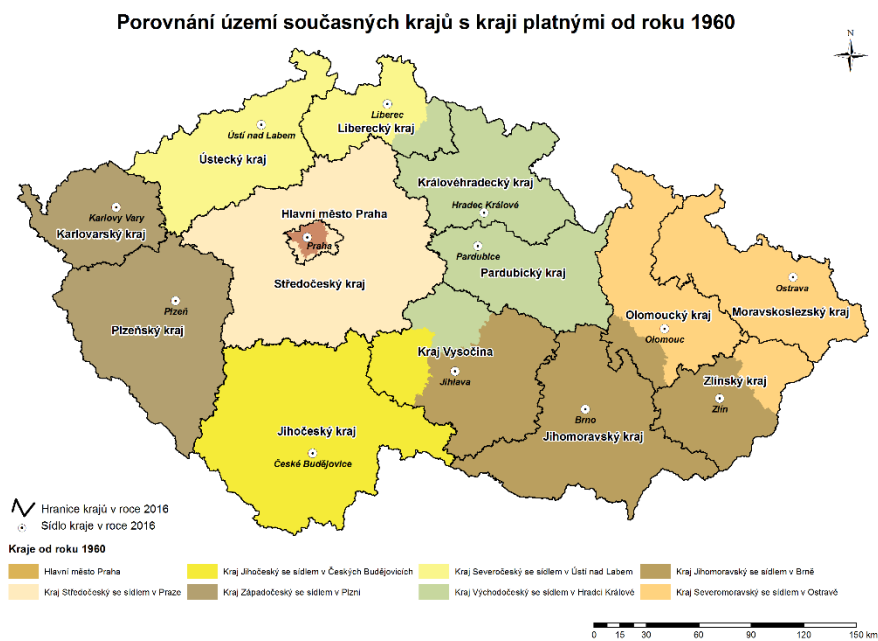 Porovnání území současných krajů s kraji platnými od roku 1960
N
Liberec
Liberecký kraj
Ústí nad Labem
Ústecký kraj
Královéhradecký kraj
Hradec Králové
Karlovy Vary
Karlovarský kraj
Hlavní město Praha
Praha
Středočeský kraj
Pardubice
Pardubický kraj
Ostrava
Moravskoslezský kraj
Plzeň
Plzeňský kraj
Olomoucký kraj
Olomouc
Kraj Vysočina
Jihlava
Zlínský kraj
Zlín
Brno
Jihomoravský kraj
Jihočeský kraj
České Budějovice
Hranice krajů v roce 2016
Sídlo kraje v roce 2016
Kraje od roku 1960
Hlavní město Praha
Kraj Jihočeský se sídlem v Českých Budějovicích
Kraj Severočeský se sídlem v Ústí nad Labem
Kraj Jihomoravský se sídlem v Brně
Kraj Středočeský se sídlem v Praze
Kraj Západočeský se sídlem v Plzni
Kraj Východočeský se sídlem v Hradci Králové
Kraj Severomoravský se sídlem v Ostravě
0 15 30 60 90 120 150 km